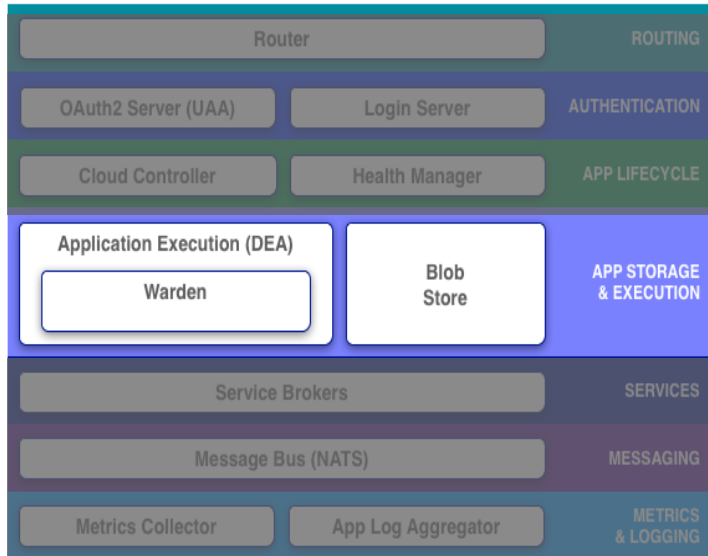 Router
ROUTING
OAuth2 Server (UAA)
Login Server
AUTHENTICATION
Cloud Controller
Health Manager
APP LIFECYCLE
Application Execution (DEA)
Warden
Blob
Store
APP STORAGE
& EXECUTION
Service Brokers
SERVICES
Message Bus (NATS)
MESSAGING
Metrics Collector
App Log Aggregator
METRICS
& LOGGING